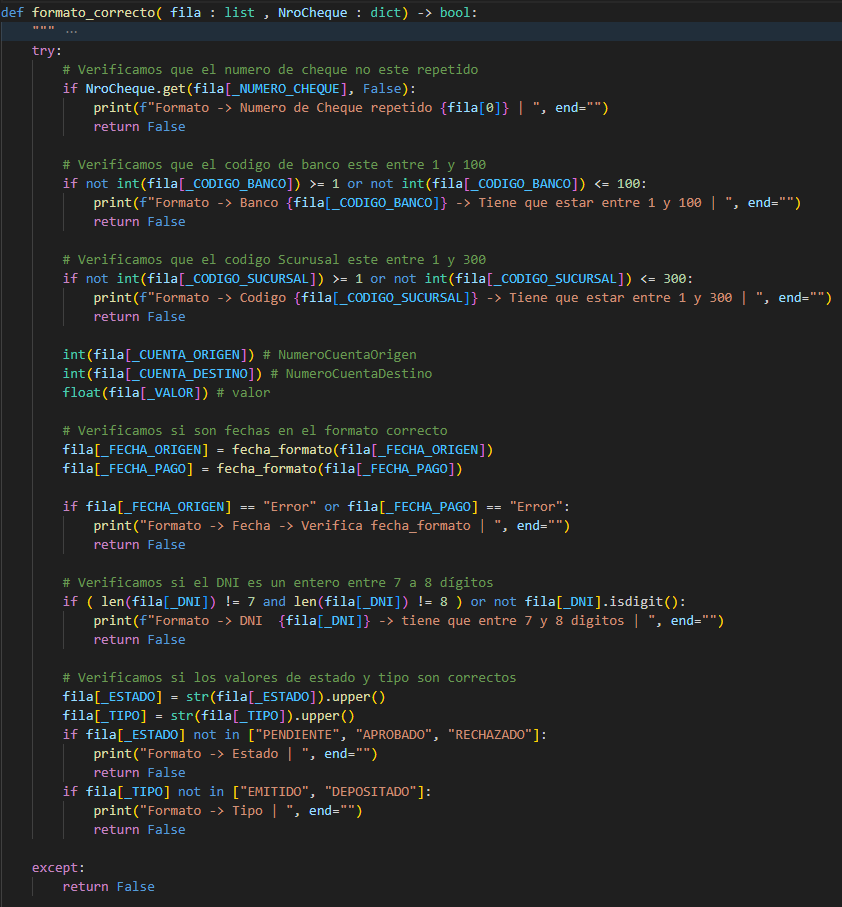 def formato_correcto( fila : list , NroCheque : dict) -> bool:
    """ ...
    try:
        # Verificamos que el numero de cheque no este repetido
        if NroCheque.get(fila[_NUMERO_CHEQUE], False):
            print(f"Formato -> Numero de Cheque repetido {fila[0]} | ", end="")
            return False

        # Verificamos que el codigo de banco este entre 1 y 100
        if not int(fila[_CODIGO_BANCO]) >= 1 or not int(fila[_CODIGO_BANCO]) <= 100:
            print(f"Formato -> Banco {fila[_CODIGO_BANCO]} -> Tiene que estar entre 1 y 100 | ", end="")
            return False

        # Verificamos que el codigo Scurusal este entre 1 y 300
        if not int(fila[_CODIGO_SUCURSAL]) >= 1 or not int(fila[_CODIGO_SUCURSAL]) <= 300:
            print(f"Formato -> Codigo {fila[_CODIGO_SUCURSAL]} -> Tiene que estar entre 1 y 300 | ", end="")
            return False

        int(fila[_CUENTA_ORIGEN]) # NumeroCuentaOrigen
        int(fila[_CUENTA_DESTINO]) # NumeroCuentaDestino
        float(fila[_VALOR]) # valor

        # Verificamos si son fechas en el formato correcto
        fila[_FECHA_ORIGEN] = fecha_formato(fila[_FECHA_ORIGEN])
        fila[_FECHA_PAGO] = fecha_formato(fila[_FECHA_PAGO])

        if fila[_FECHA_ORIGEN] == "Error" or fila[_FECHA_PAGO] == "Error":
            print("Formato -> Fecha -> Verifica fecha_formato | ", end="")
            return False

        # Verificamos si el DNI es un entero entre 7 a 8 dígitos
        if ( len(fila[_DNI]) != 7 and len(fila[_DNI]) != 8 ) or not fila[_DNI].isdigit():
            print(f"Formato -> DNI  {fila[_DNI]} -> tiene que entre 7 y 8 digitos | ", end="")
            return False

        # Verificamos si los valores de estado y tipo son correctos
        fila[_ESTADO] = str(fila[_ESTADO]).upper()
        fila[_TIPO] = str(fila[_TIPO]).upper()
        if fila[_ESTADO] not in ["PENDIENTE", "APROBADO", "RECHAZADO"]:
            print("Formato -> Estado | ", end="")
            return False
        if fila[_TIPO] not in ["EMITIDO", "DEPOSITADO"]:
            print("Formato -> Tipo | ", end="")
            return False

    except:
        return False